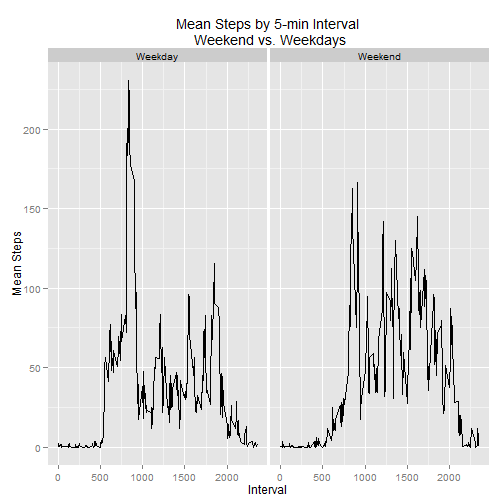 Mean Steps by 5-min Interval
Weekend vs. Weekdays
Weekday Weekend
Mean Steps
200
150
100
50
0
0 500 1000 1500 2000 0 500 1000 1500 2000
Interval